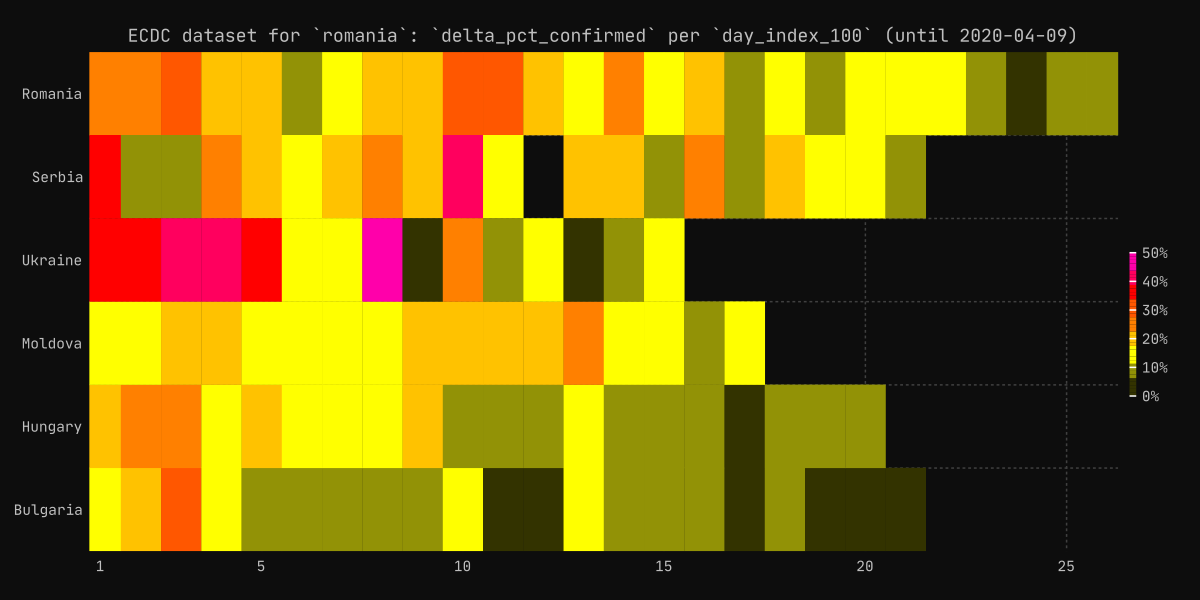 ECDC dataset for `romania`: `delta_pct_confirmed` per `day_index_100` (until 2020-04-09)
Romania
Serbia
Ukraine
Moldova
Hungary
Bulgaria
50%
40%
30%
20%
10%
0%
1 5 10 15 20 25